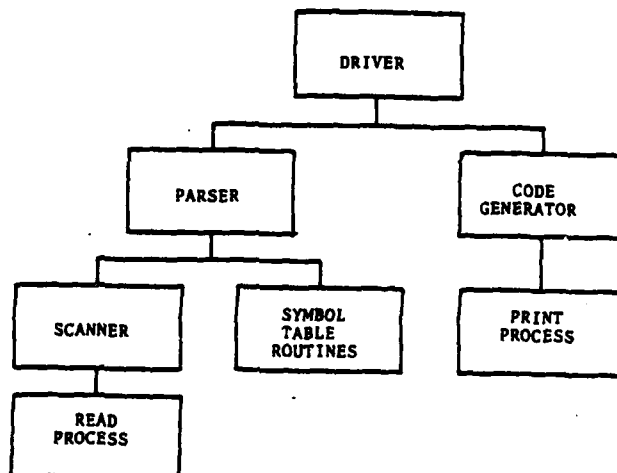 DRIVER
PARSER
CODE
GENERATOR
SCANNER
SYMBOL
TABLE
ROUTINES
PRINT
PROCESS
READ
PROCESS